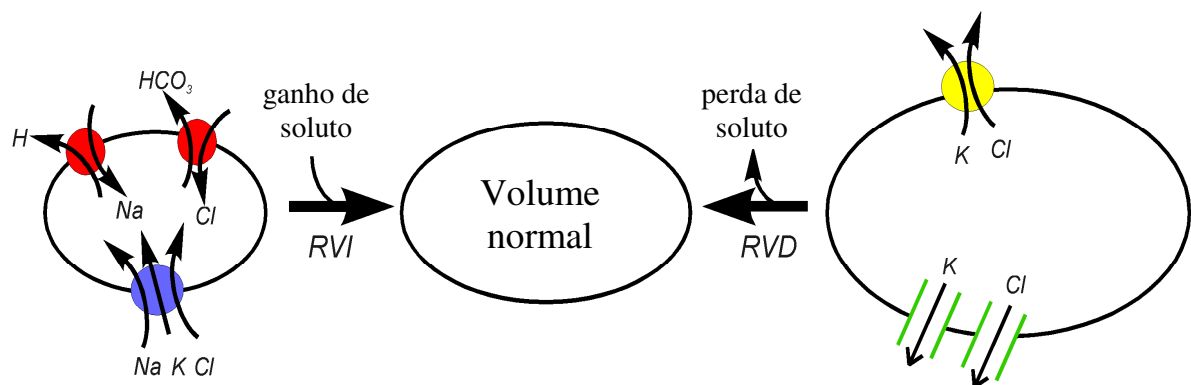 HCO₃
H
Na
Cl
Na K Cl
ganho de
soluto
RVI
Volume
normal
perda de
soluto
RVD
K Cl
K Cl